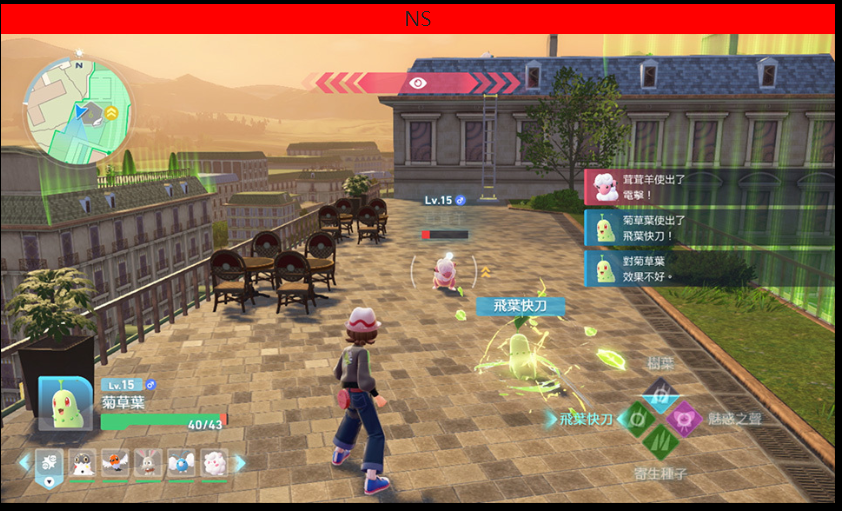 NS
N
Lv.15
茸茸羊使出了
電擊！
菊草葉使出了
飛葉快刀！
對菊草葉
效果不好。
飛葉快刀
樹葉
飛葉快刀
魅惑之聲
寄生種子
Lv.15
菊草葉
40/43